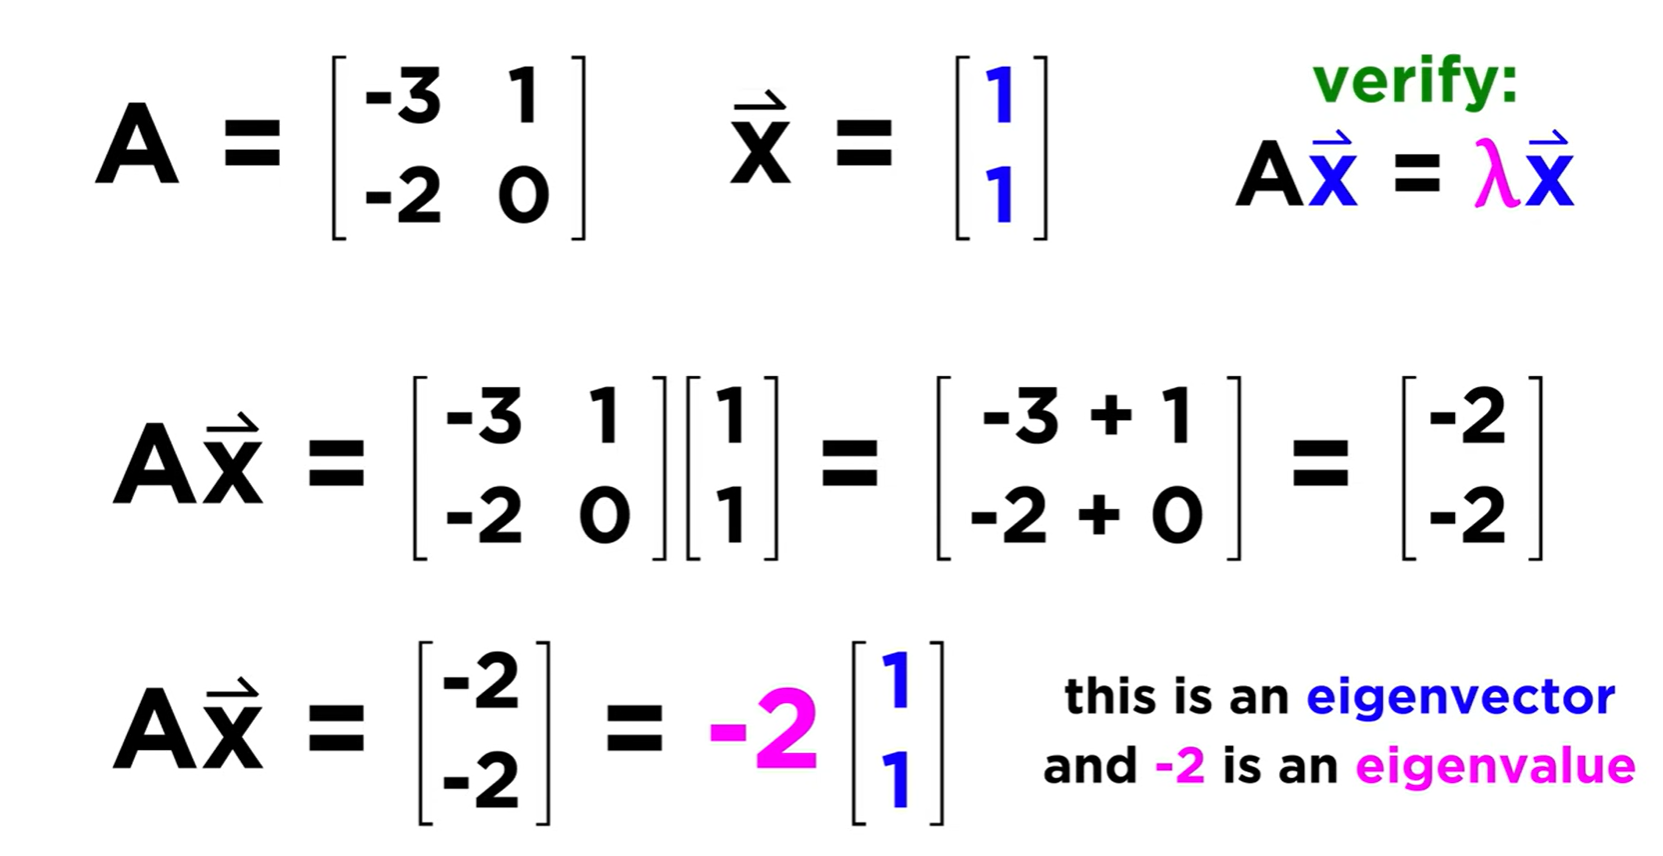 A = [-3 1; -2 0] x⃗ = [1; 1] verify:
Ax⃗ = λx⃗
Ax⃗ = [-3 1; -2 0][1; 1] = [-3 + 1; -2 + 0] = [-2; -2]
Ax⃗ = [-2; -2] = -2[1; 1]
this is an eigenvector
and -2 is an eigenvalue